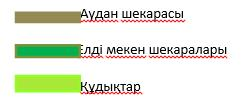 Аудан шекарасы
Елді мекен шекаралары
Құдықтар